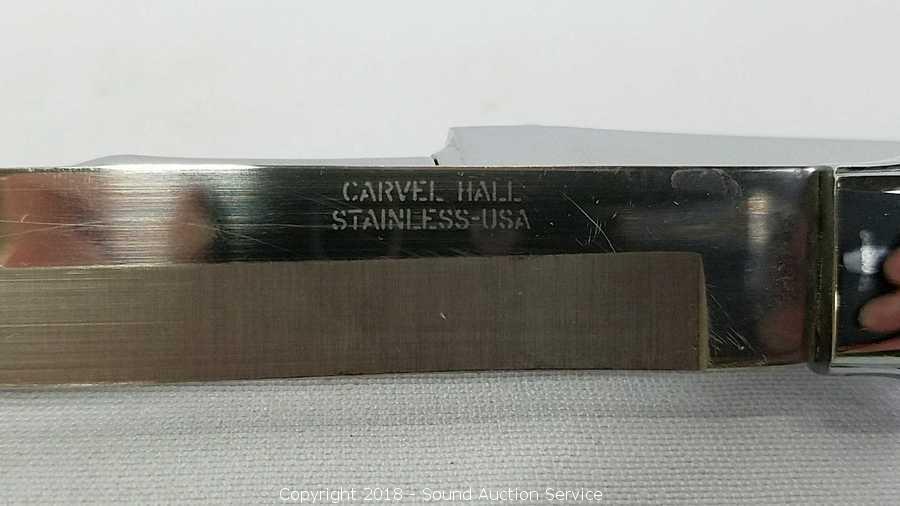 CARVEL HALL
STAINLESS-USA
Copyright 2018 - Sound Auction Service